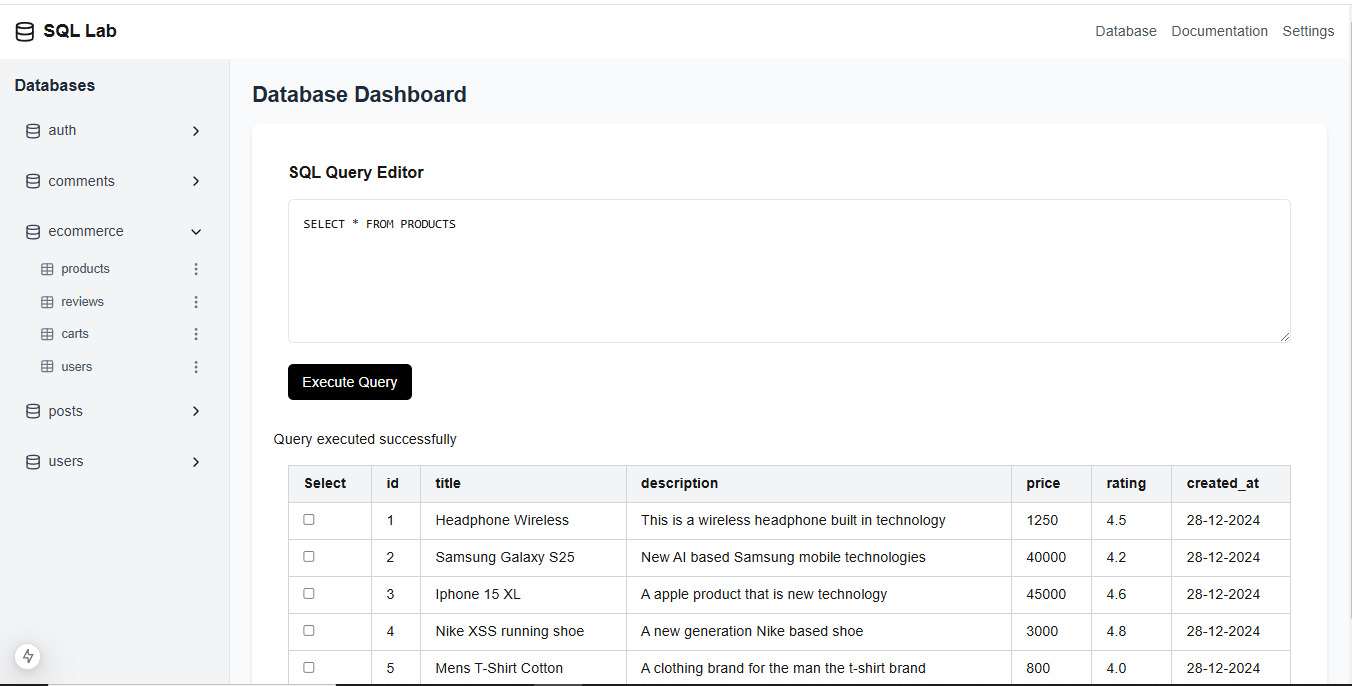 SQL Lab
Database Documentation Settings
Databases
auth
comments
ecommerce
products
reviews
carts
users
posts
users
Database Dashboard
SQL Query Editor
SELECT * FROM PRODUCTS
Execute Query
Query executed successfully
Select id title description price rating created_at
1 Headphone Wireless This is a wireless headphone built in technology 1250 4.5 28-12-2024
2 Samsung Galaxy S25 New AI based Samsung mobile technologies 40000 4.2 28-12-2024
3 Iphone 15 XL A apple product that is new technology 45000 4.6 28-12-2024
4 Nike XSS running shoe A new generation Nike based shoe 3000 4.8 28-12-2024
5 Mens T-Shirt Cotton A clothing brand for the man the t-shirt brand 800 4.0 28-12-2024